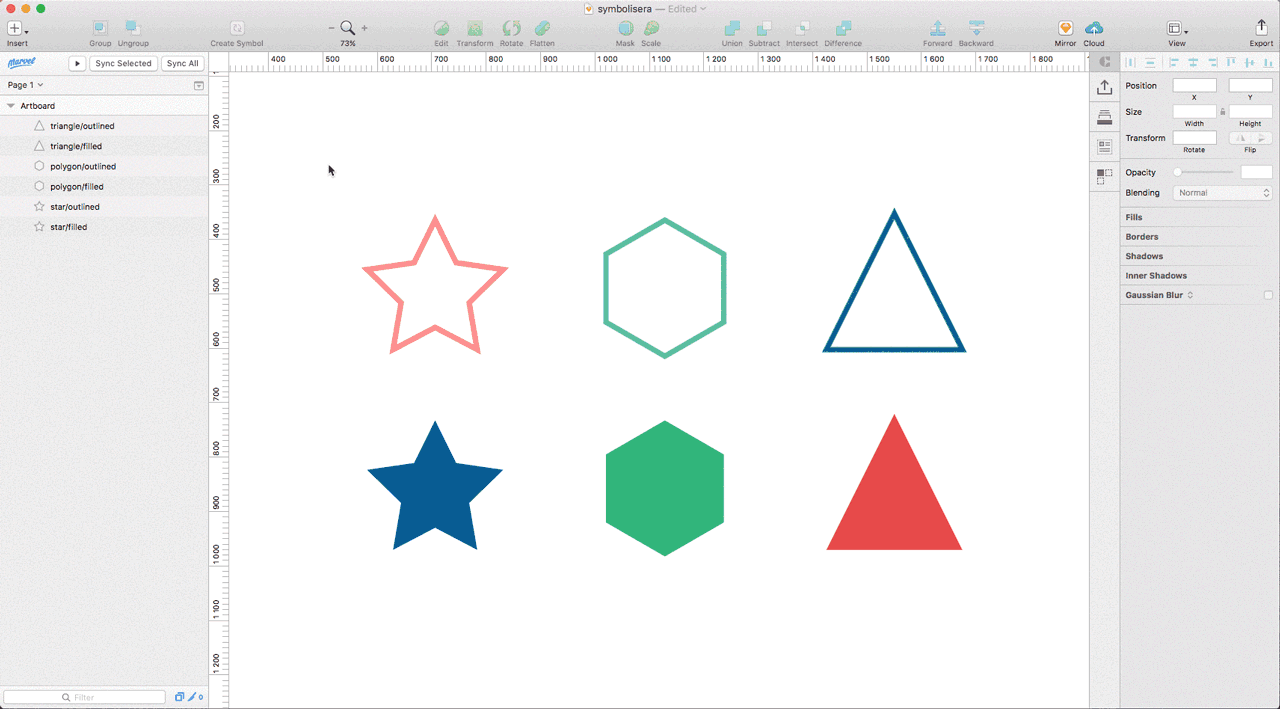 symbolisera — Edited
Insert
Group Ungroup
Create Symbol
73%
Edit Transform Rotate Flatten
Mask Scale
Union Subtract Intersect Difference
Forward Backward
Mirror Cloud
View
Export
Marvel
Sync Selected Sync All
Page 1
Artboard
triangle/outlined
triangle/filled
polygon/outlined
polygon/filled
star/outlined
star/filled
Filter
0
400 500 600 700 800 900 1 000 1 100 1 200 1 300 1 400 1 500 1 600 1 700 1 800
200
300
400
500
600
700
800
900
1 000
1 100
1 200
Position
X Y
Size
Width Height
Transform
Rotate Flip
Opacity
Blending Normal
Fills
Borders
Shadows
Inner Shadows
Gaussian Blur